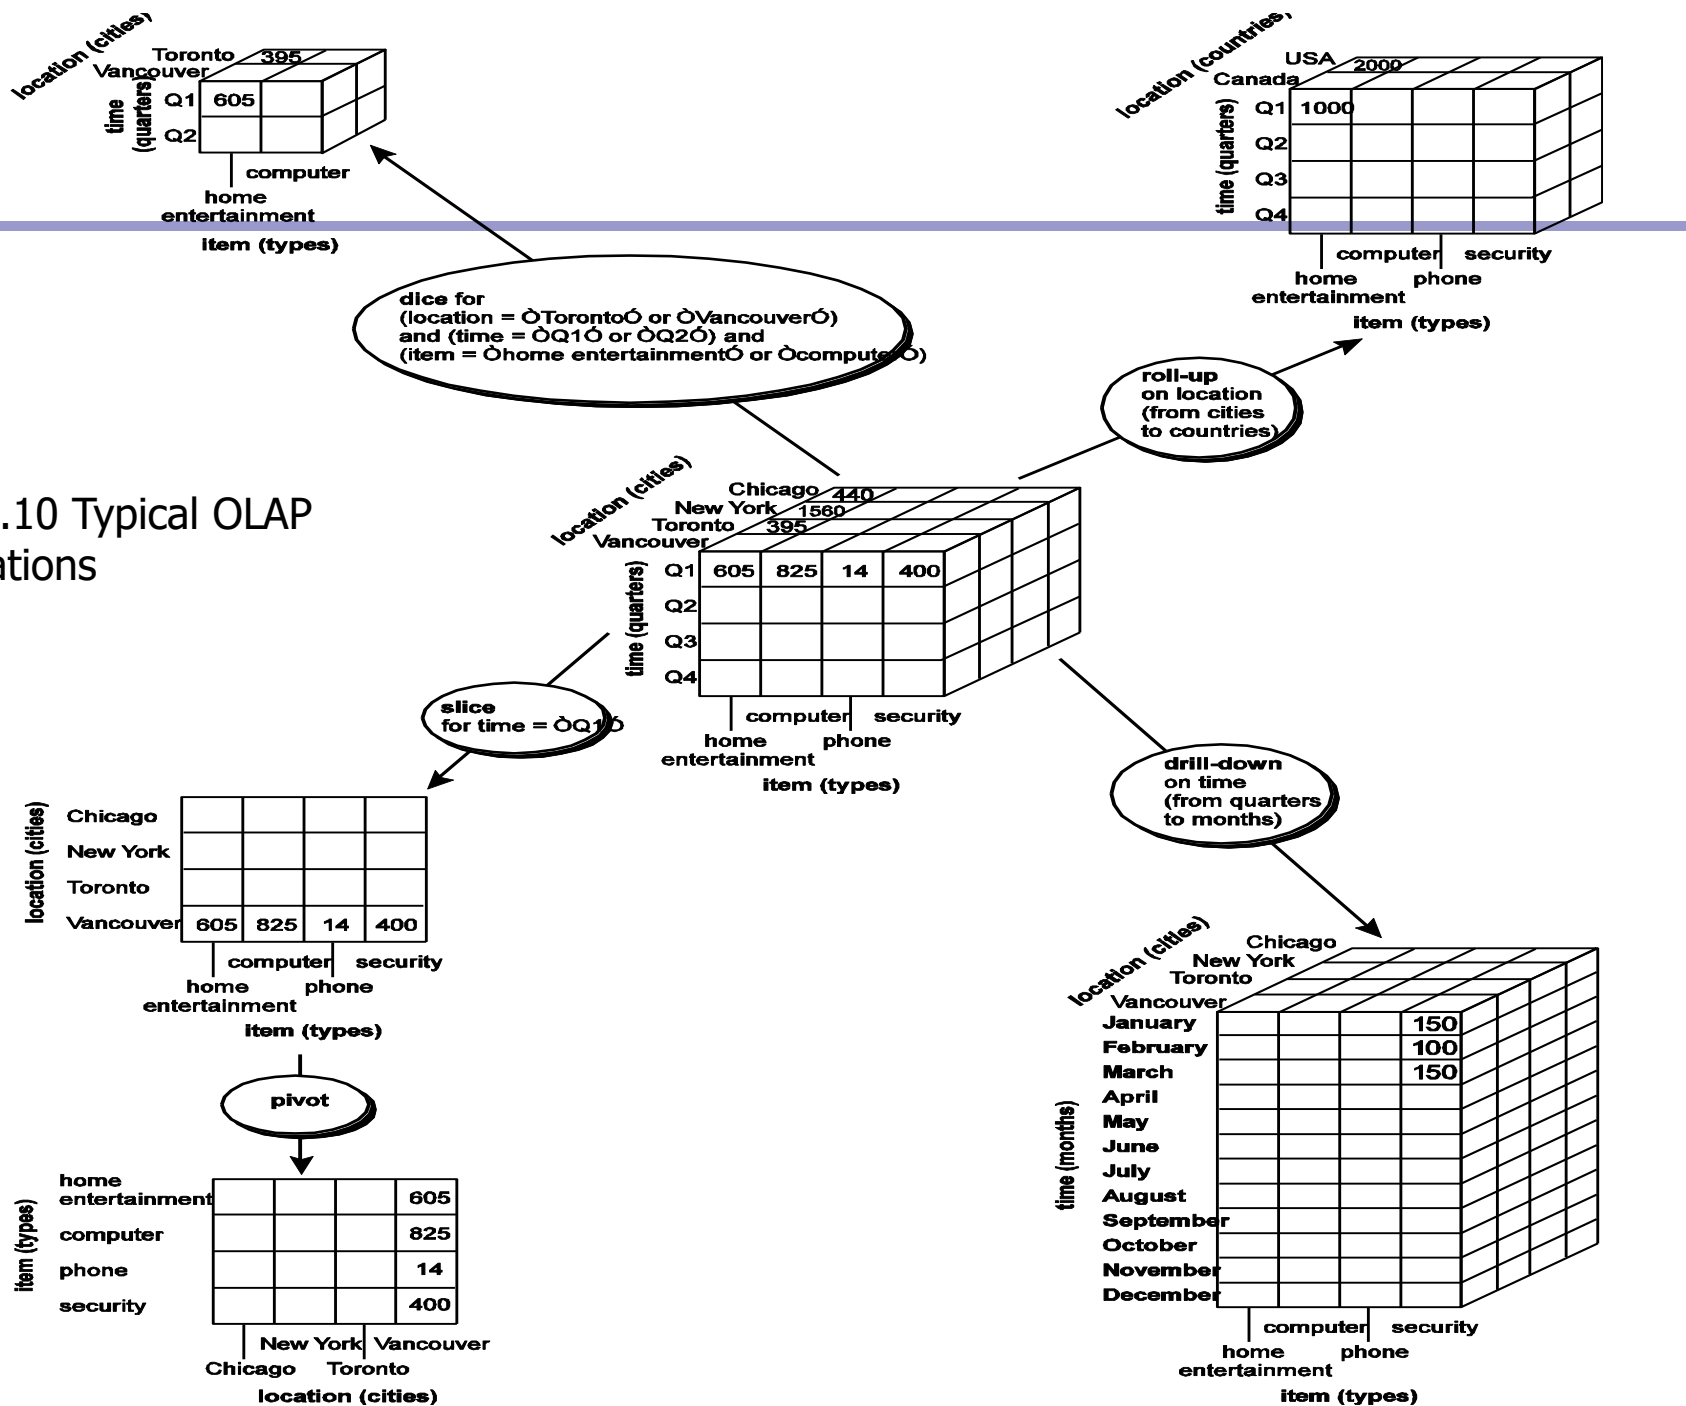 location (cities)
Toronto
395
Vancouver
time
(quarters)
Q1
605
Q2
computer
home
entertainment
item (types)
location (countries)
USA
2000
Canada
time (quarters)
Q1
1000
Q2
Q3
Q4
computer
security
home
entertainment
phone
item (types)
dice for
(location = ÒTorontoÓ or ÒVancouverÓ)
and (time = ÒQ1Ó or ÒQ2Ó) and
(item = Òhome entertainmentÓ or ÒcomputerÓ)
roll-up
on location
(from cities
to countries)
.10 Typical OLAP
ations
location (cities)
Chicago
440
New York
1560
Toronto
395
Vancouver
time (quarters)
Q1
605 825 14 400
Q2
Q3
Q4
computer
security
home
entertainment
phone
item (types)
slice
for time = ÒQ1Ó
drill-down
on time
(from quarters
to months)
location (cities)
Chicago
New York
Toronto
Vancouver
605 825 14 400
computer
security
home
entertainment
phone
item (types)
pivot
item (types)
home
entertainment
605
computer
825
phone
14
security
400
New York
Vancouver
Chicago
Toronto
location (cities)
location (cities)
Chicago
New York
Toronto
Vancouver
time (months)
January
150
February
100
March
150
April
May
June
July
August
September
October
November
December
computer
security
home
entertainment
phone
item (types)